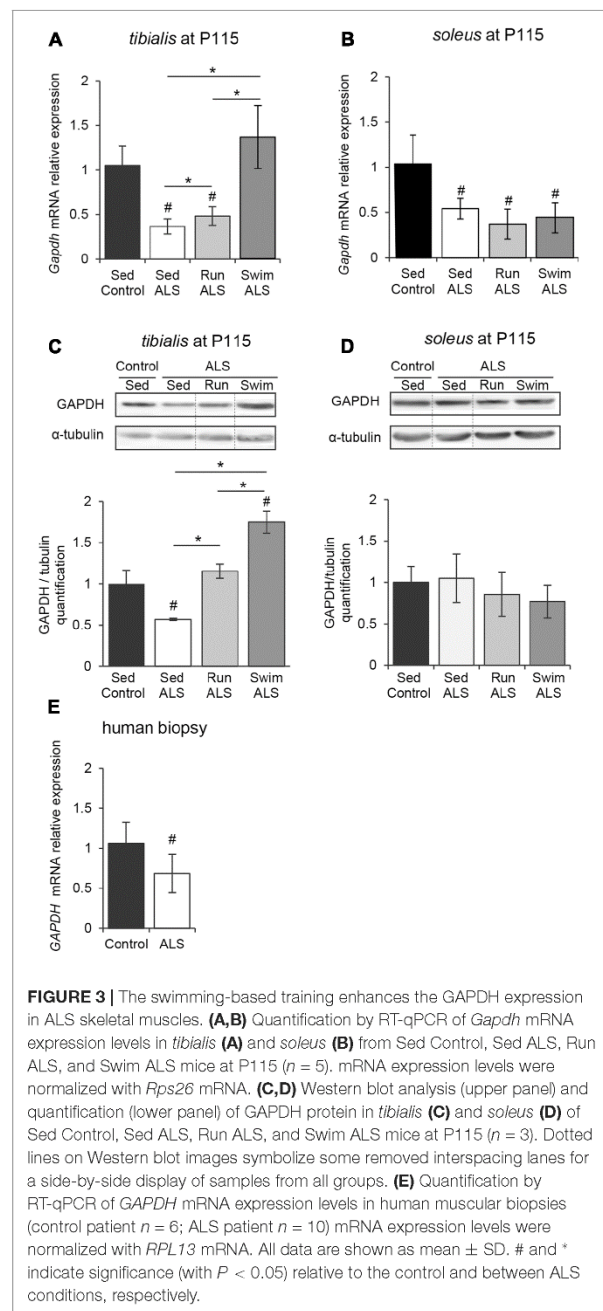 A
tibialis at P115
Gapdh mRNA relative expression
2
1.5
1
0.5
0
*
*
*
#
#
Sed Control
Sed ALS
Run ALS
Swim ALS
B
soleus at P115
Gapdh mRNA relative expression
2
1.5
1
0.5
0
#
#
#
Sed Control
Sed ALS
Run ALS
Swim ALS
C
tibialis at P115
Control ALS
Sed Sed Run Swim
GAPDH
α-tubulin
GAPDH / tubulin quantification
2
1.5
1
0.5
0
*
*
*
#
#
Sed Control
Sed ALS
Run ALS
Swim ALS
D
soleus at P115
Control ALS
Sed Sed Run Swim
GAPDH
α-tubulin
GAPDH/tubulin quantification
2
1.5
1
0.5
0
Sed Control
Sed ALS
Run ALS
Swim ALS
E
human biopsy
GAPDH mRNA relative expression
2
1.5
1
0.5
0
#
Control
ALS
FIGURE 3 | The swimming-based training enhances the GAPDH expression
in ALS skeletal muscles. (A,B) Quantification by RT-qPCR of Gapdh mRNA
expression levels in tibialis (A) and soleus (B) from Sed Control, Sed ALS, Run
ALS, and Swim ALS mice at P115 (n = 5). mRNA expression levels were
normalized with Rps26 mRNA. (C,D) Western blot analysis (upper panel) and
quantification (lower panel) of GAPDH protein in tibialis (C) and soleus (D) of
Sed Control, Sed ALS, Run ALS, and Swim ALS mice at P115 (n = 3). Dotted
lines on Western blot images symbolize some removed interspacing lanes for
a side-by-side display of samples from all groups. (E) Quantification by
RT-qPCR of GAPDH mRNA expression levels in human muscular biopsies
(control patient n = 6; ALS patient n = 10) mRNA expression levels were
normalized with RPL13 mRNA. All data are shown as mean ± SD. # and *
indicate significance (with P < 0.05) relative to the control and between ALS
conditions, respectively.